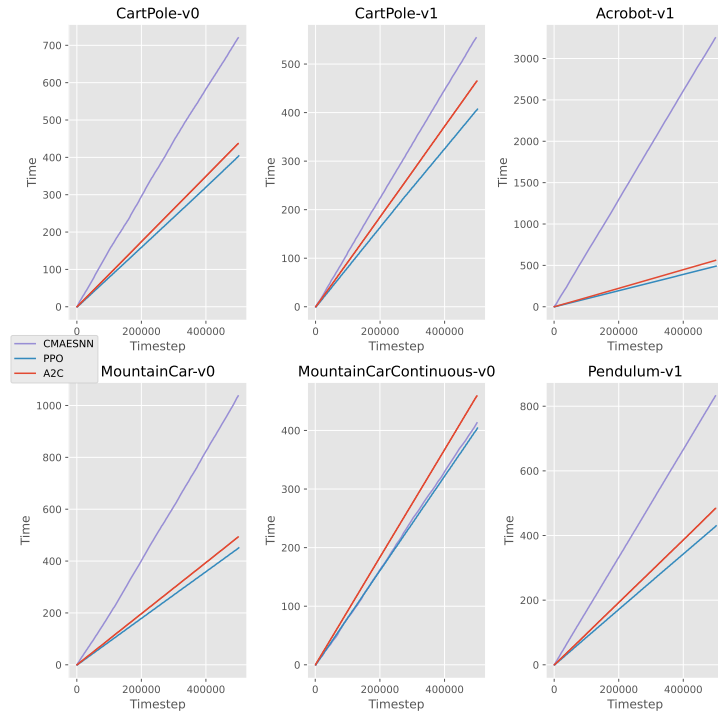 CartPole-v0
CartPole-v1
Acrobot-v1
700
600
500
400
300
200
100
0
Time
0
200000
400000
Timestep
500
400
300
200
100
0
Time
0
200000
400000
Timestep
3000
2500
2000
1500
1000
500
0
Time
0
200000
400000
Timestep
CMAESNN
PPO
A2C
MountainCar-v0
MountainCarContinuous-v0
Pendulum-v1
1000
800
600
400
200
0
Time
0
200000
400000
Timestep
400
300
200
100
0
Time
0
200000
400000
Timestep
800
600
400
200
0
Time
0
200000
400000
Timestep